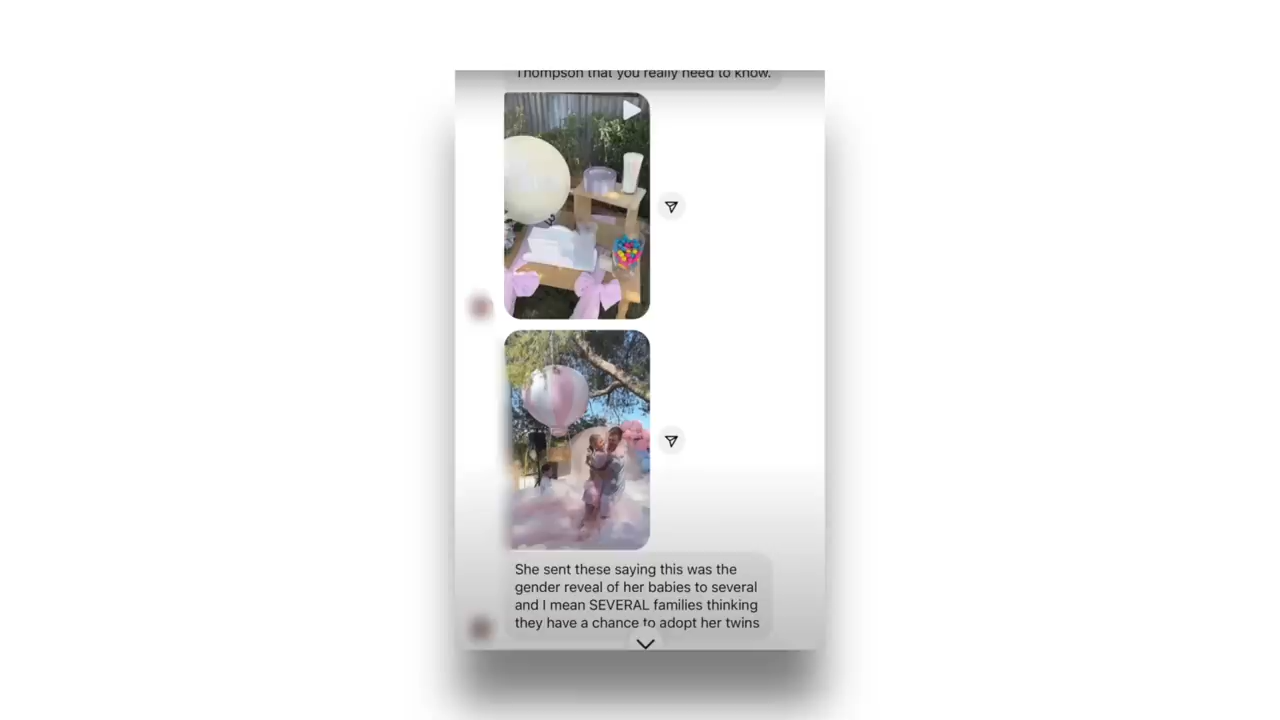 Thompson that you really need to know.
She sent these saying this was the
gender reveal of her babies to several
and I mean SEVERAL families thinking
they have a chance to adopt her twins